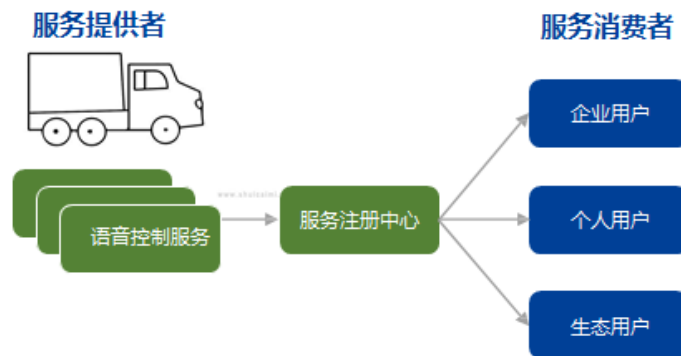 服务提供者
服务消费者
企业用户
语音控制服务
服务注册中心
个人用户
生态用户